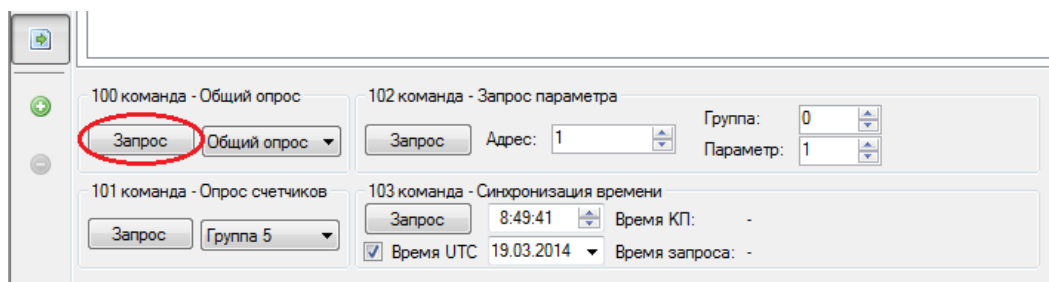 100 команда - Общий опрос
Запрос
Общий опрос
102 команда - Запрос параметра
Запрос
Адрес: 1
Группа: 0
Параметр: 1
101 команда - Опрос счетчиков
Запрос
Группа 5
103 команда - Синхронизация времени
Запрос 8:49:41 Время КП: -
Время UTC 19.03.2014 Время запроса: -